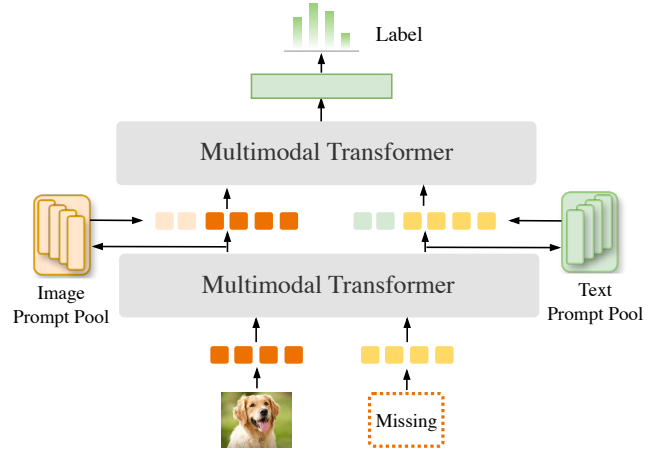 Label
Multimodal Transformer
Multimodal Transformer
Image
Prompt Pool
Text
Prompt Pool
Missing